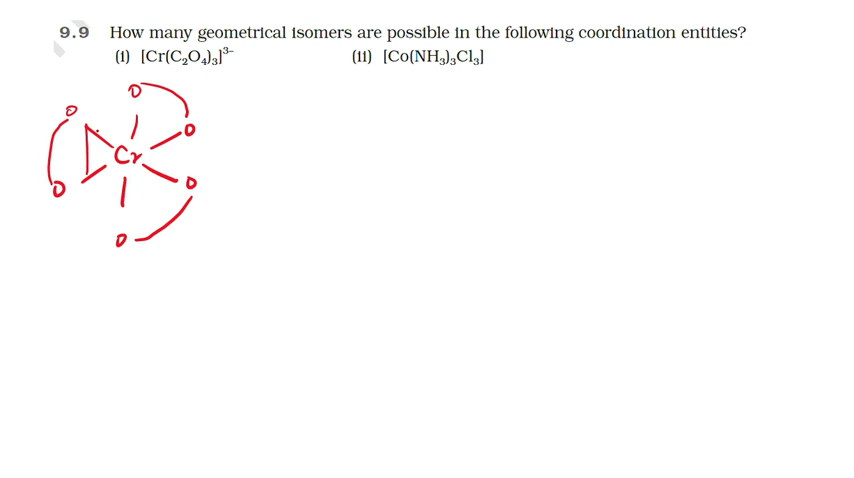 9.9 How many geometrical isomers are possible in the following coordination entities?
(i) [Cr(C₂O₄)₃]³⁻ (ii) [Co(NH₃)₃Cl₃]
O
O
O
Cr
O
O
O